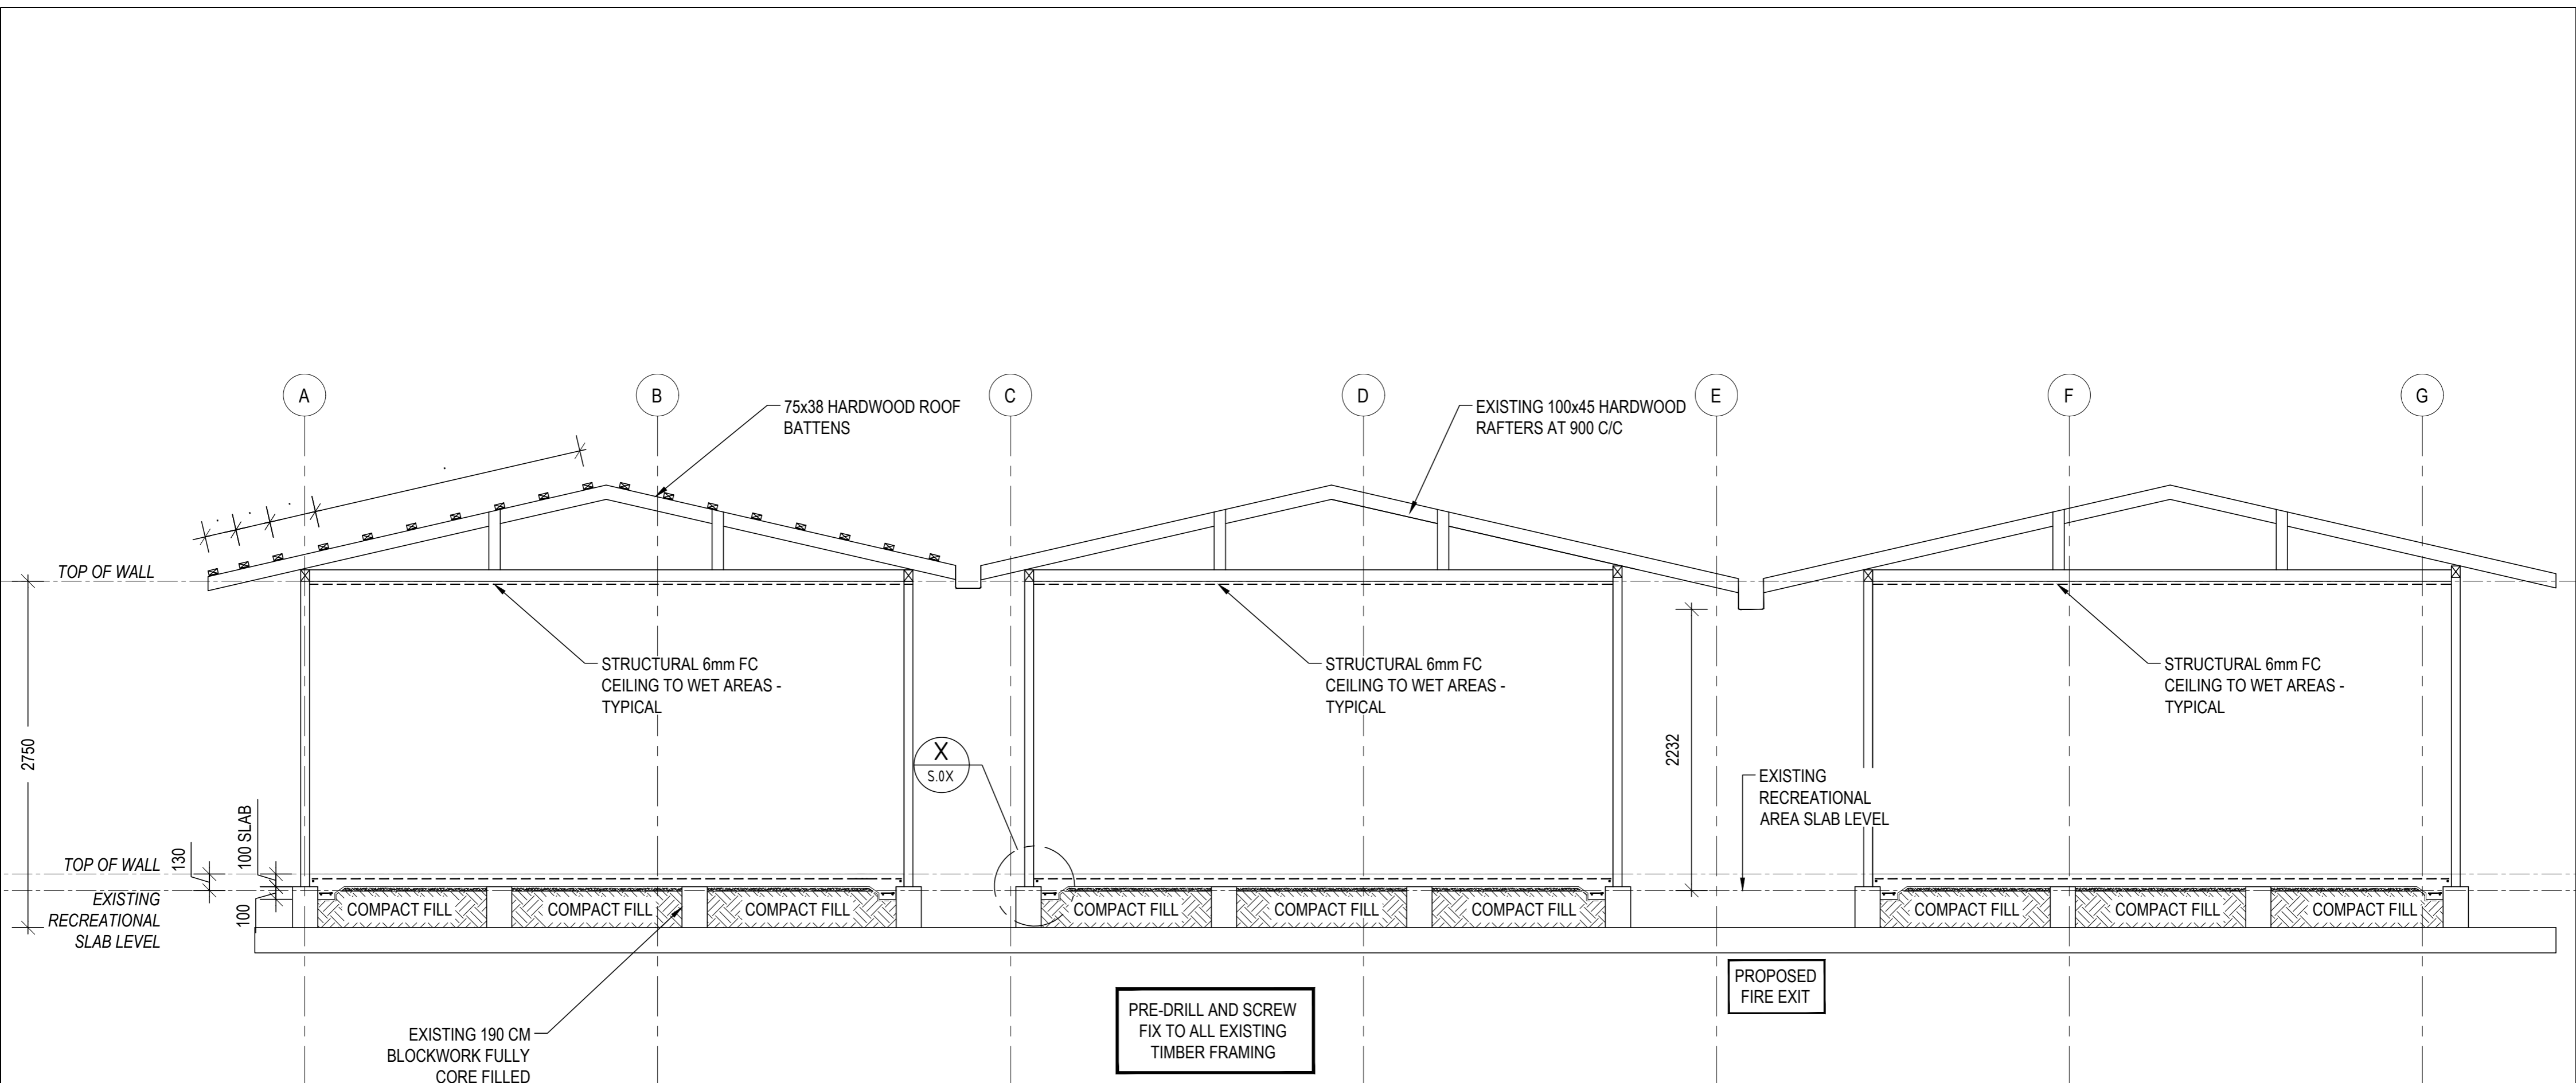 A
B
C
D
E
F
G
75x38 HARDWOOD ROOF
BATTENS
EXISTING 100x45 HARDWOOD
RAFTERS AT 900 C/C
TOP OF WALL
STRUCTURAL 6mm FC
CEILING TO WET AREAS -
TYPICAL
STRUCTURAL 6mm FC
CEILING TO WET AREAS -
TYPICAL
STRUCTURAL 6mm FC
CEILING TO WET AREAS -
TYPICAL
2750
X
S.0X
2232
EXISTING
RECREATIONAL
AREA SLAB LEVEL
130
100 SLAB
TOP OF WALL
EXISTING
RECREATIONAL
SLAB LEVEL
100
COMPACT FILL
COMPACT FILL
COMPACT FILL
COMPACT FILL
COMPACT FILL
COMPACT FILL
COMPACT FILL
COMPACT FILL
COMPACT FILL
PROPOSED
FIRE EXIT
PRE-DRILL AND SCREW
FIX TO ALL EXISTING
TIMBER FRAMING
EXISTING 190 CM
BLOCKWORK FULLY
CORE FILLED